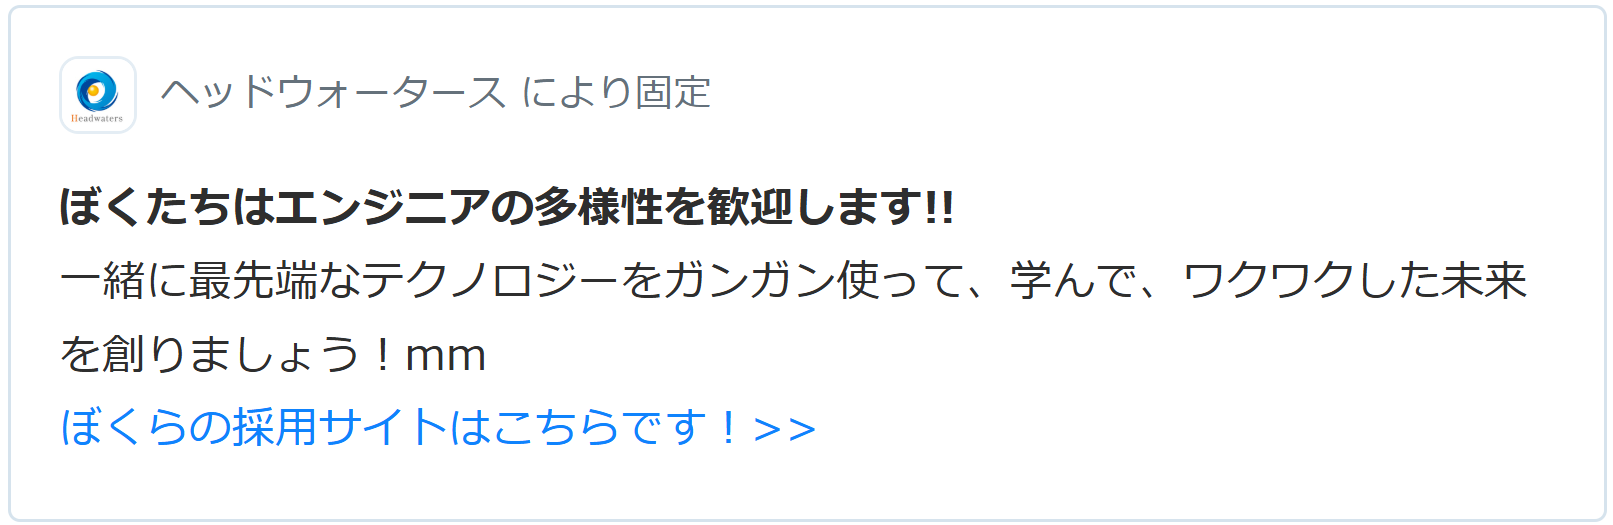 Headwaters
ヘッドウォータース により固定
ぼくたちはエンジニアの多様性を歓迎します!!
一緒に最先端なテクノロジーをガンガン使って、学んで、ワクワクした未来
を創りましょう！mm
ぼくらの採用サイトはこちらです！>>